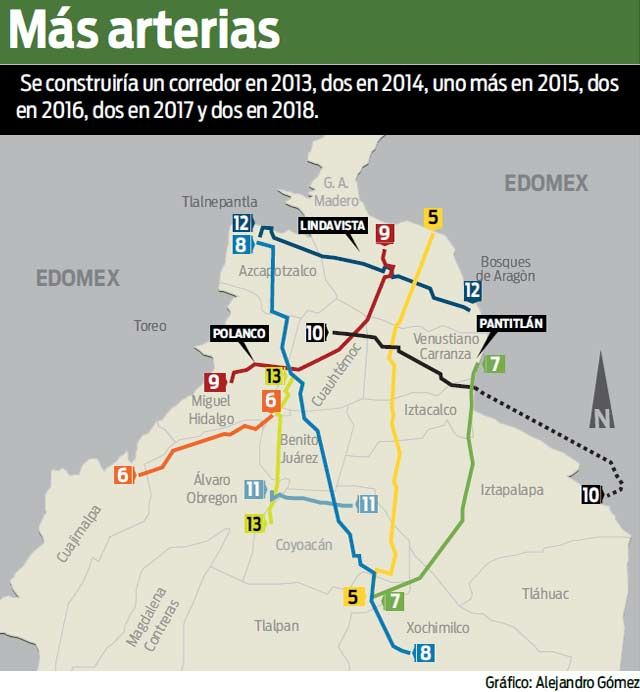 Más arterias
Se construiría un corredor en 2013, dos en 2014, uno más en 2015, dos
en 2016, dos en 2017 y dos en 2018.
G. A.
Madero
EDOMEX
Tlalnepantla
12
LINDAVISTA
9
5
8
Azcapotzalco
Bosques
de Aragón
EDOMEX
12
Toreo
POLANCO
10
Venustiano
Carranza
PANTITLÁN
7
Cuauhtémoc
9
13
Miguel
Hidalgo
6
Iztacalco
N
Benito
Juárez
6
Álvaro
Obregon
11
11
Iztapalapa
10
13
Cuajimalpa
Coyoacán
5
7
Tláhuac
Magdalena
Contreras
Tlalpan
Xochimilco
8
Gráfico: Alejandro Gómez